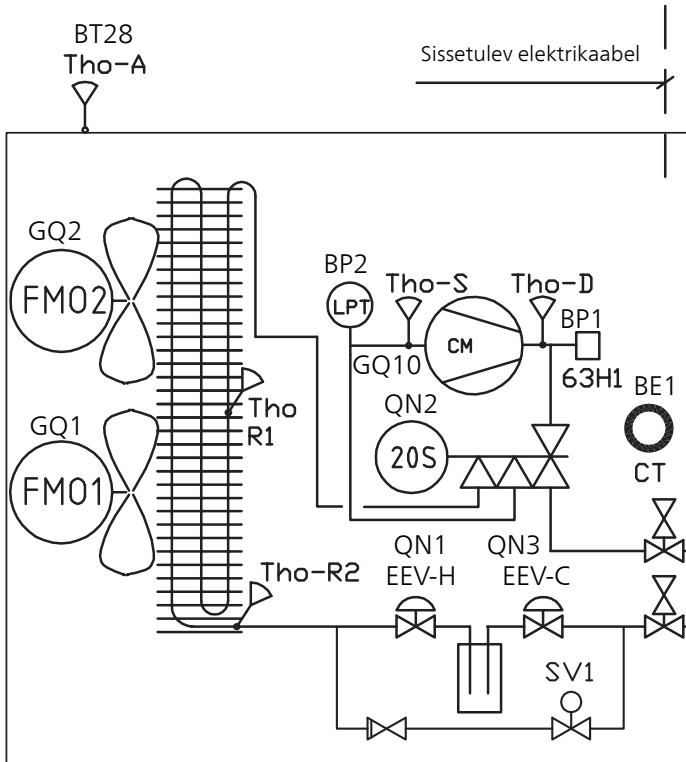 BT28
Tho-A
Sissetulev elektrikaabel
GQ2
FM02
BP2
LPT
Tho-S
Tho-D
BP1
GQ10
CM
63H1
BE1
CT
Tho
R1
QN2
20S
GQ1
FM01
QN1
EEV-H
QN3
EEV-C
Tho-R2
SV1